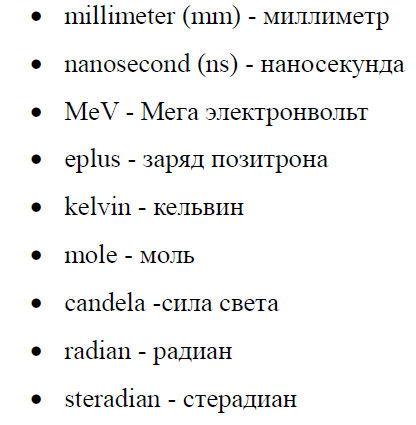 • millimeter (mm) - миллиметр
• nanosecond (ns) - наносекунда
• MeV - Мега электронвольт
• eplus - заряд позитрона
• kelvin - кельвин
• mole - моль
• candela -сила света
• radian - радиан
• steradian - стерадиан